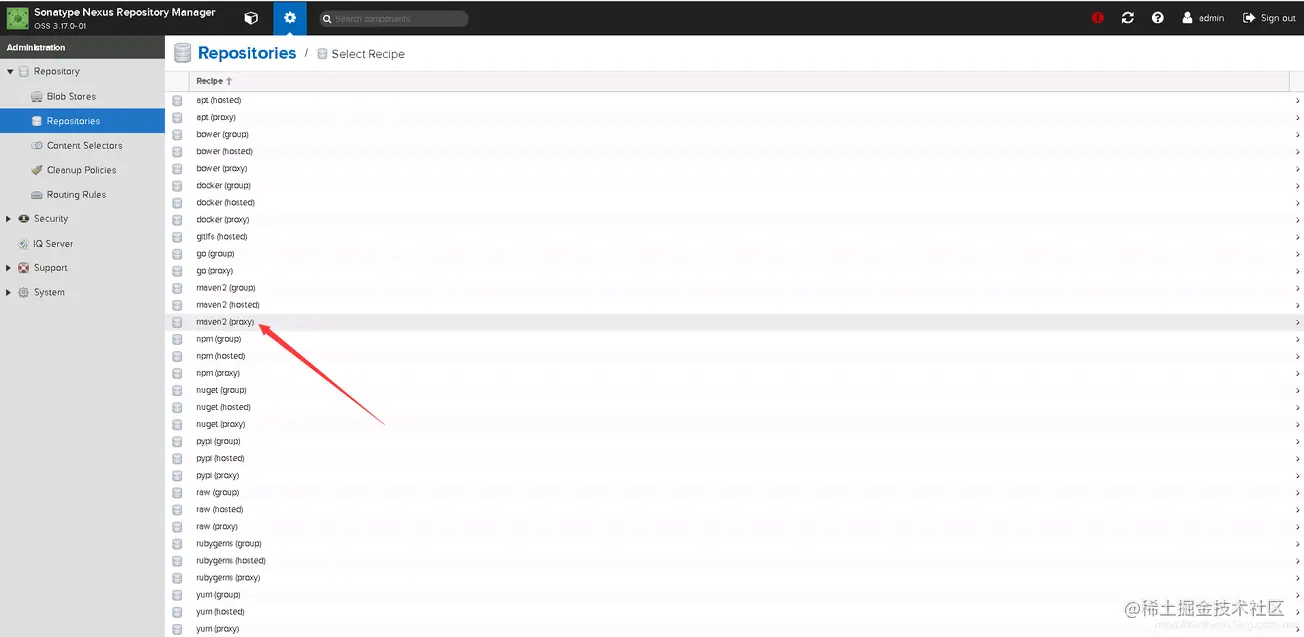 Sonatype Nexus Repository Manager
OSS 3.17.0-01
Search components
admin
Sign out
Administration
Repository
Blob Stores
Repositories
Content Selectors
Cleanup Policies
Routing Rules
Security
IQ Server
Support
System
Repositories / Select Recipe
Recipe
apt (hosted)
apt (proxy)
bower (group)
bower (hosted)
bower (proxy)
docker (group)
docker (hosted)
docker (proxy)
gitlfs (hosted)
go (group)
go (proxy)
maven2 (group)
maven2 (hosted)
maven2 (proxy)
npm (group)
npm (hosted)
npm (proxy)
nuget (group)
nuget (hosted)
nuget (proxy)
pypi (group)
pypi (hosted)
pypi (proxy)
raw (group)
raw (hosted)
raw (proxy)
rubygems (group)
rubygems (hosted)
rubygems (proxy)
yum (group)
yum (hosted)
yum (proxy)
@稀土掘金技术社区